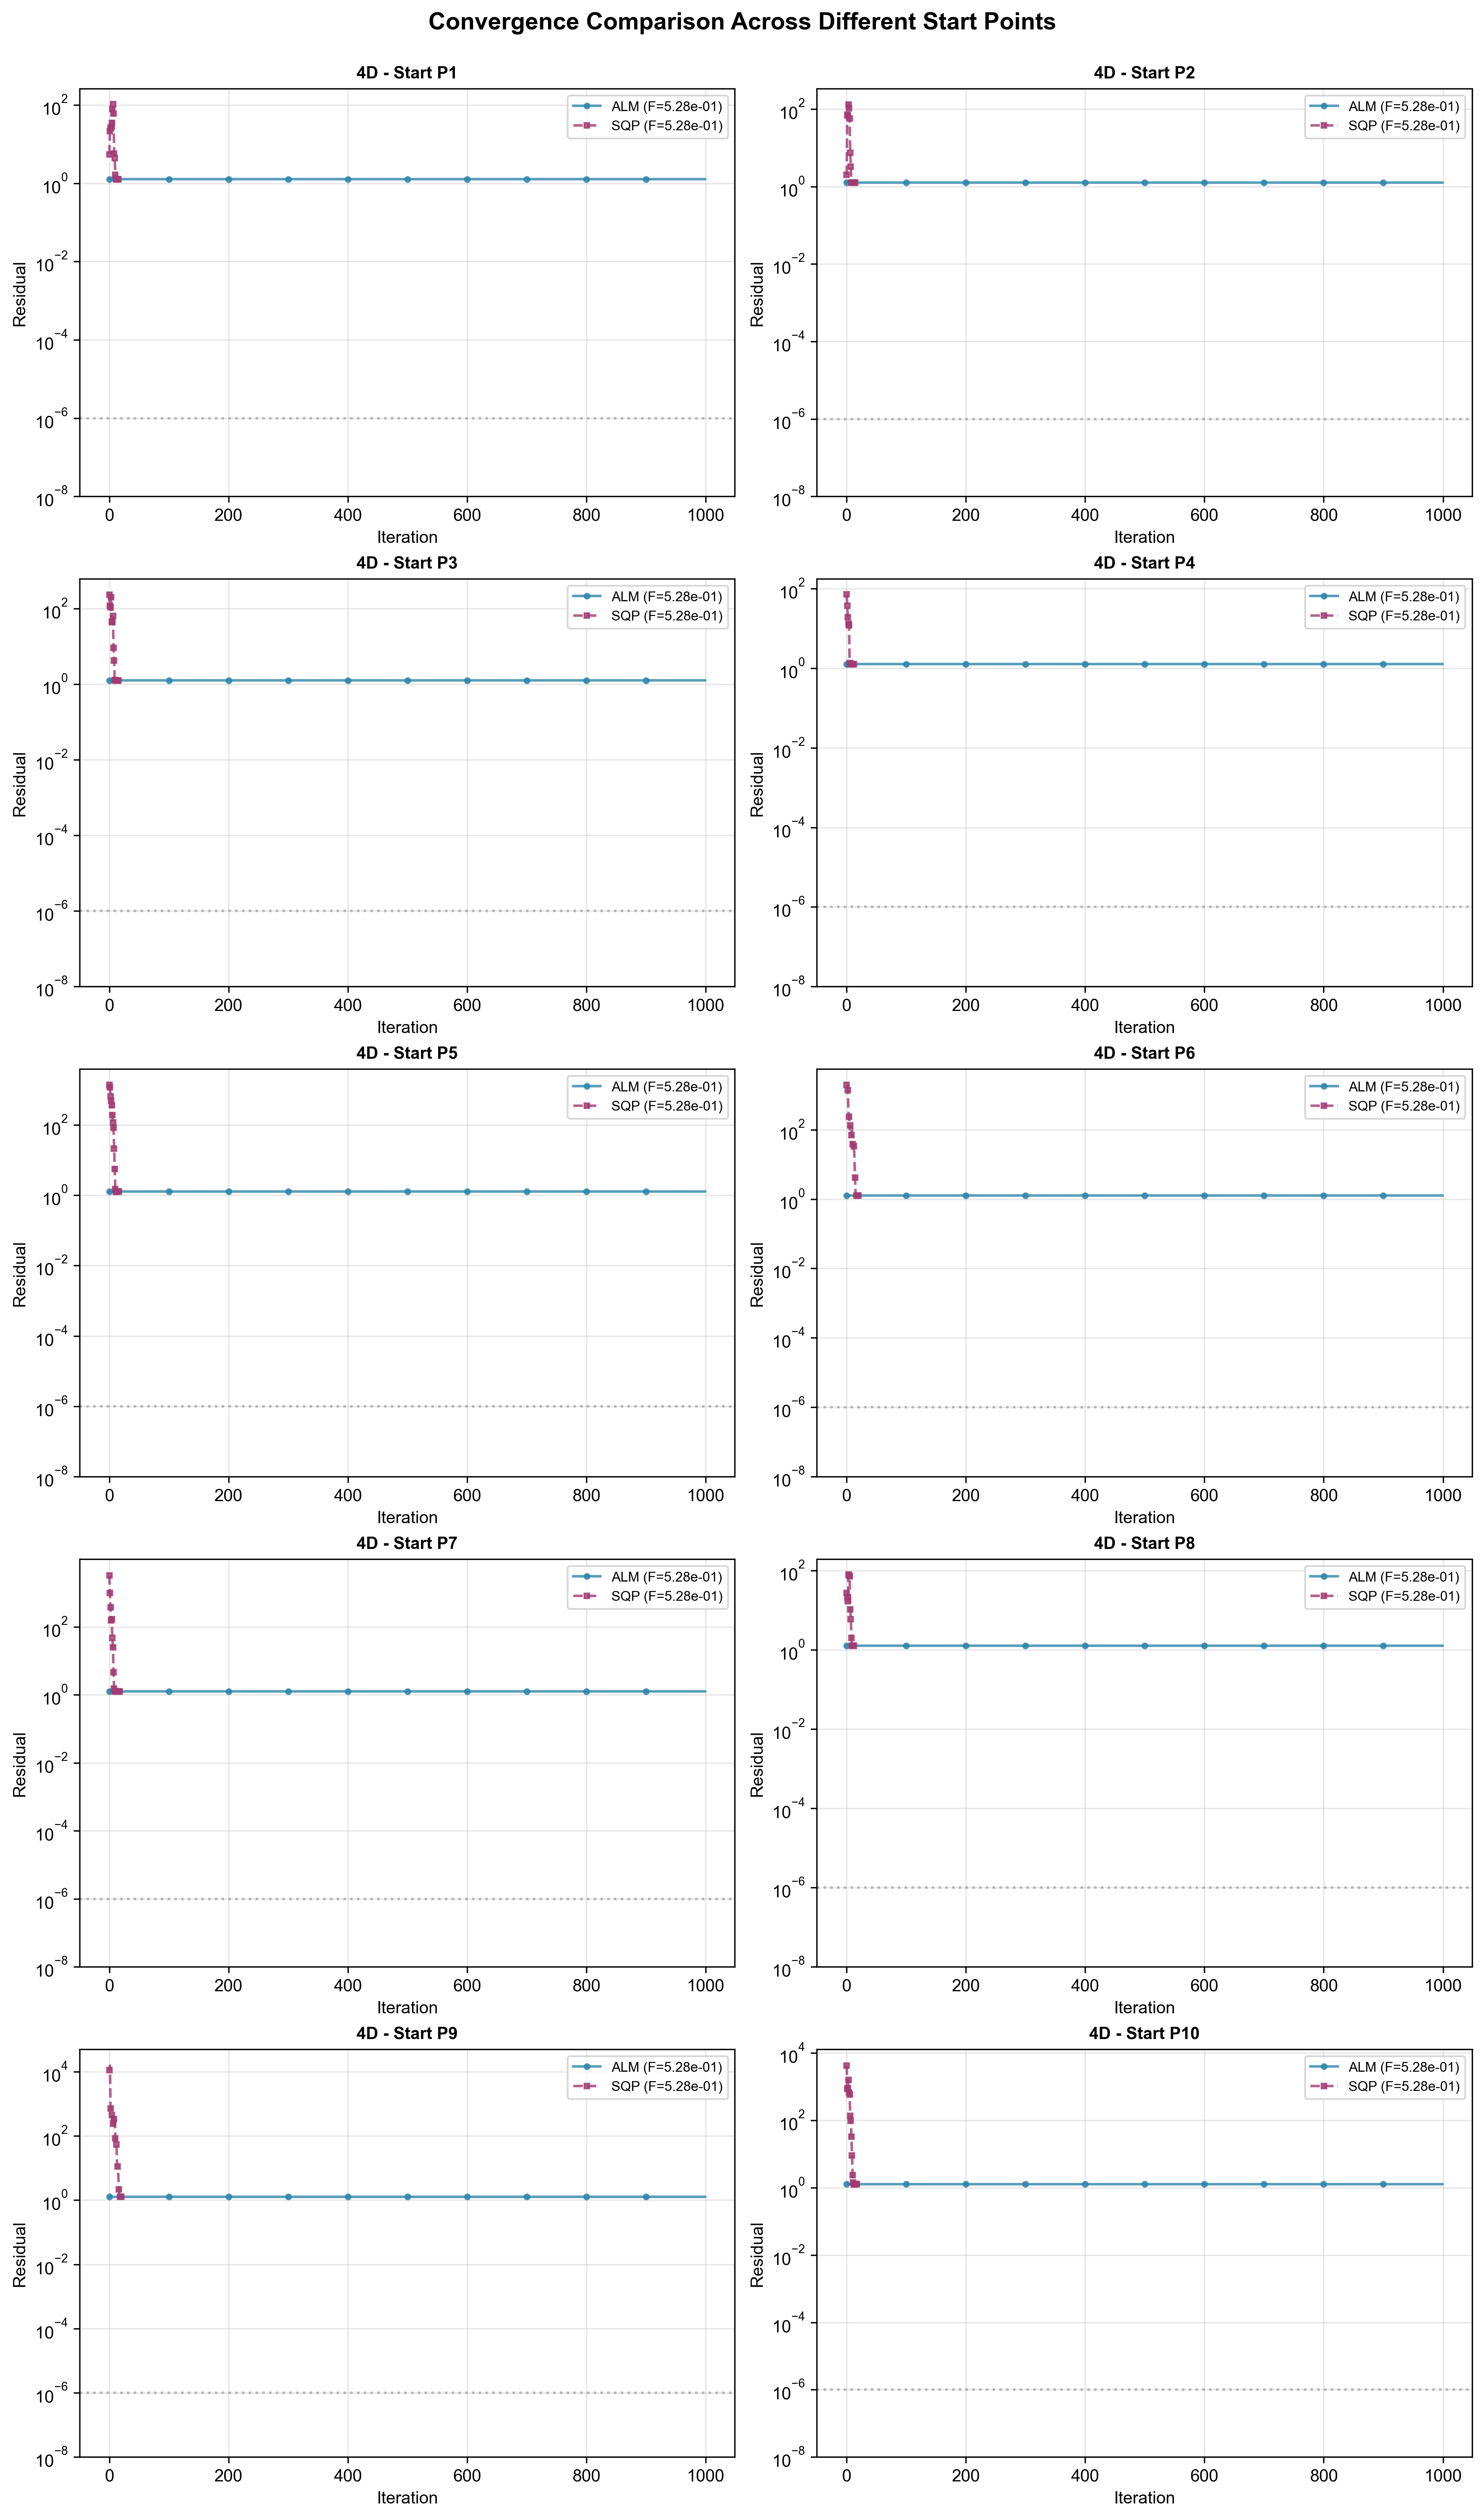 Convergence Comparison Across Different Start Points
4D - Start P1
ALM (F=5.28e-01)
SQP (F=5.28e-01)
10^2
10^0
10^−2
10^−4
10^−6
10^−8
Residual
0 200 400 600 800 1000
Iteration
4D - Start P2
ALM (F=5.28e-01)
SQP (F=5.28e-01)
10^2
10^0
10^−2
10^−4
10^−6
10^−8
Residual
0 200 400 600 800 1000
Iteration
4D - Start P3
ALM (F=5.28e-01)
SQP (F=5.28e-01)
10^2
10^0
10^−2
10^−4
10^−6
10^−8
Residual
0 200 400 600 800 1000
Iteration
4D - Start P4
ALM (F=5.28e-01)
SQP (F=5.28e-01)
10^2
10^0
10^−2
10^−4
10^−6
10^−8
Residual
0 200 400 600 800 1000
Iteration
4D - Start P5
ALM (F=5.28e-01)
SQP (F=5.28e-01)
10^2
10^0
10^−2
10^−4
10^−6
10^−8
Residual
0 200 400 600 800 1000
Iteration
4D - Start P6
ALM (F=5.28e-01)
SQP (F=5.28e-01)
10^2
10^0
10^−2
10^−4
10^−6
10^−8
Residual
0 200 400 600 800 1000
Iteration
4D - Start P7
ALM (F=5.28e-01)
SQP (F=5.28e-01)
10^2
10^0
10^−2
10^−4
10^−6
10^−8
Residual
0 200 400 600 800 1000
Iteration
4D - Start P8
ALM (F=5.28e-01)
SQP (F=5.28e-01)
10^2
10^0
10^−2
10^−4
10^−6
10^−8
Residual
0 200 400 600 800 1000
Iteration
4D - Start P9
ALM (F=5.28e-01)
SQP (F=5.28e-01)
10^4
10^2
10^0
10^−2
10^−4
10^−6
10^−8
Residual
0 200 400 600 800 1000
Iteration
4D - Start P10
ALM (F=5.28e-01)
SQP (F=5.28e-01)
10^4
10^2
10^0
10^−2
10^−4
10^−6
10^−8
Residual
0 200 400 600 800 1000
Iteration